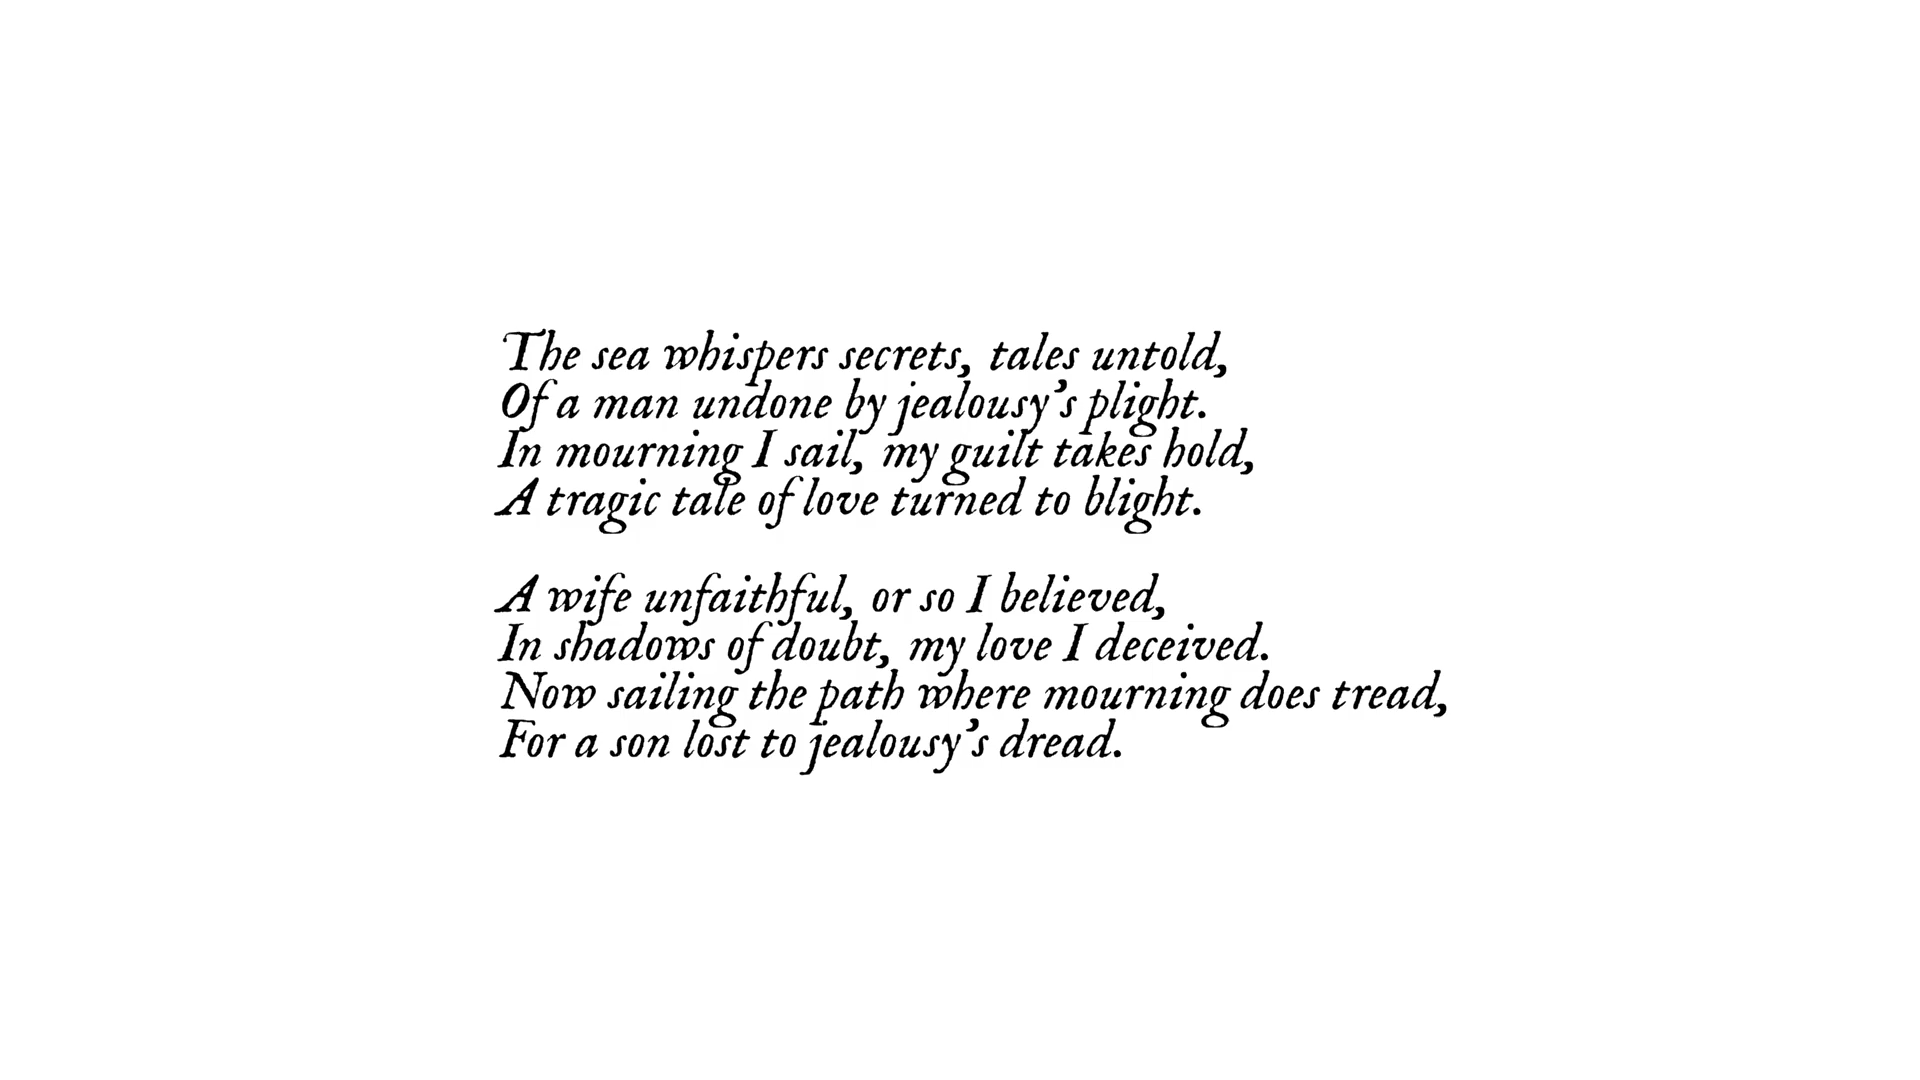 The sea whispers secrets, tales untold,
Of a man undone by jealousy's plight.
In mourning I sail, my guilt takes hold,
A tragic tale of love turned to blight.
A wife unfaithful, or so I believed,
In shadows of doubt, my love I deceived.
Now sailing the path where mourning does tread,
For a son lost to jealousy's dread.